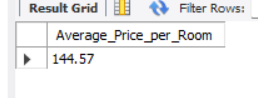 Result Grid Filter Rows:
Average_Price_per_Room
144.57